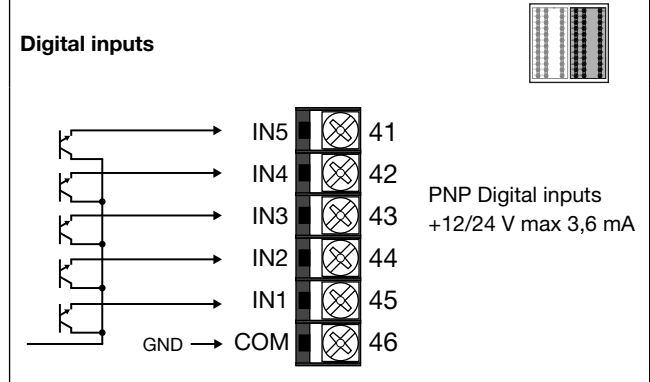 Digital inputs
IN5 41
IN4 42
IN3 43
IN2 44
IN1 45
GND COM 46
PNP Digital inputs
+12/24 V max 3,6 mA